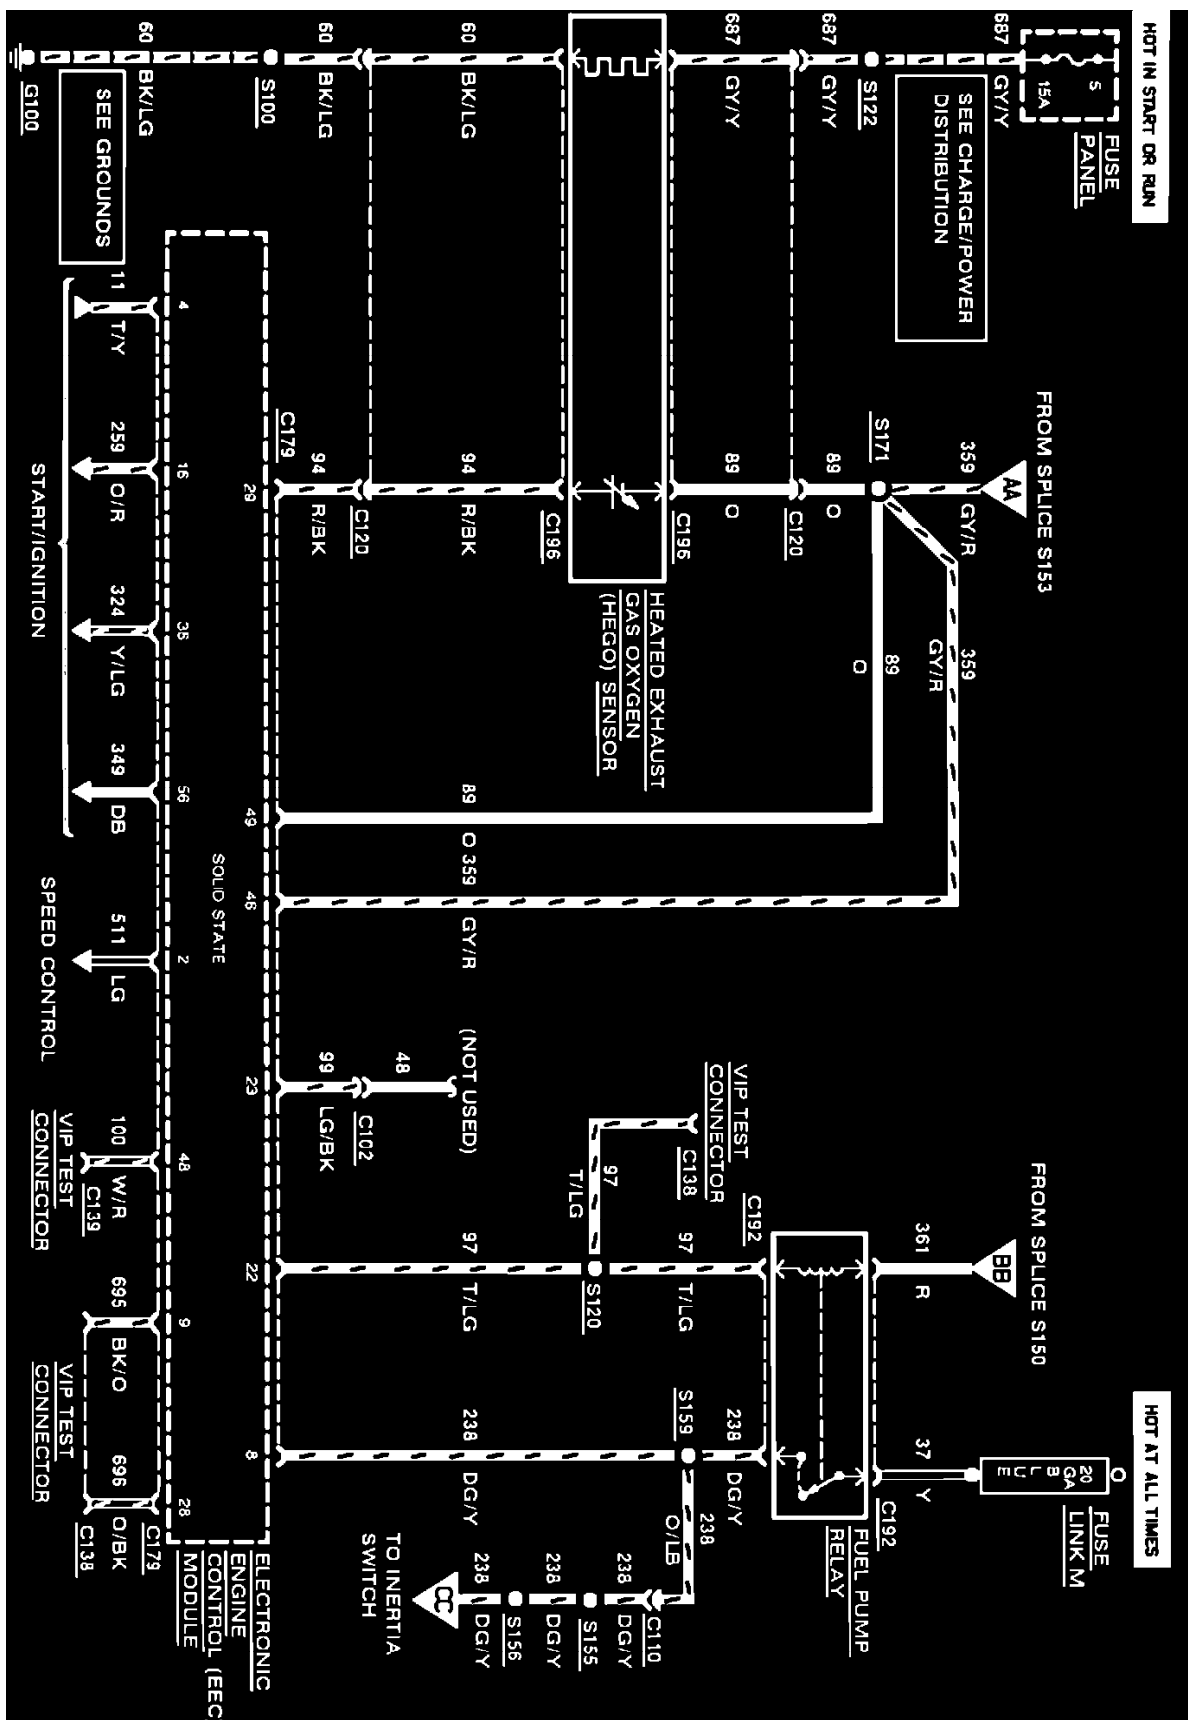 HOT IN START OR RUN
HOT AT ALL TIMES
5
15A
FUSE
PANEL
687
GY/Y
SEE CHARGE/POWER
DISTRIBUTION
S122
687
GY/Y
687
GY/Y
FROM SPLICE S153
AA
359
GY/R
S171
89
O
C120
89
O
C196
359
GY/R
89
O
FROM SPLICE S150
BB
361
R
20
GA
BLUE
FUSE
LINK M
37
Y
C192
FUEL PUMP
RELAY
C192
HEATED EXHAUST
GAS OXYGEN
(HEGO) SENSOR
VIP TEST
CONNECTOR
C138
97
T/LG
97
T/LG
S120
S159
238
DG/Y
238
O/LB
C110
238
DG/Y
S155
238
DG/Y
S156
238
DG/Y
CC
TO INERTIA
SWITCH
60
BK/LG
60
BK/LG
C196
94
R/BK
C120
94
R/BK
C179
89
O
359
GY/R
(NOT USED)
48
C102
99
LG/BK
97
T/LG
238
DG/Y
S100
60
BK/LG
G100
SEE GROUNDS
29
49
46
23
22
8
SOLID STATE
4
16
35
56
2
48
9
28
ELECTRONIC
ENGINE
CONTROL (EEC
MODULE
11
T/Y
259
O/R
324
Y/LG
349
DB
511
LG
100
W/R
C139
695
BK/O
696
O/BK
C179
C138
START/IGNITION
SPEED CONTROL
VIP TEST
CONNECTOR
VIP TEST
CONNECTOR